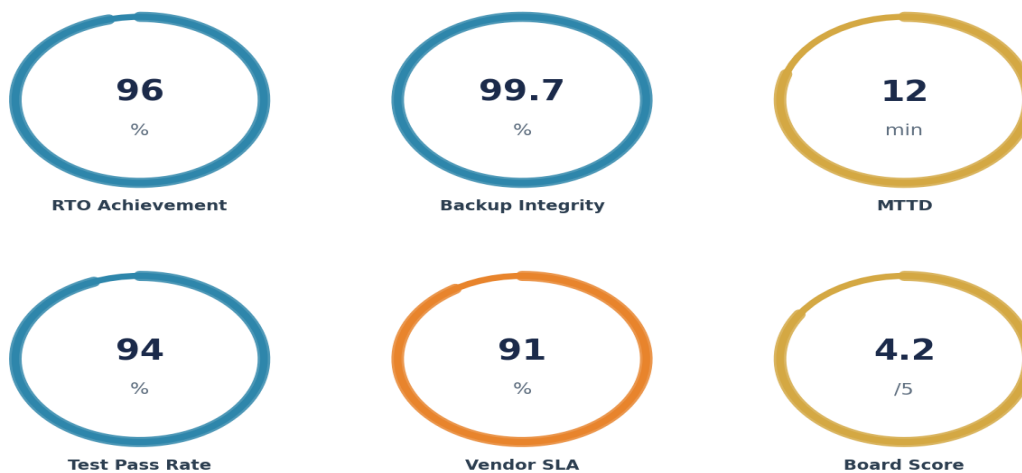 96
%
RTO Achievement
99.7
%
Backup Integrity
12
min
MTTD
94
%
Test Pass Rate
91
%
Vendor SLA
4.2
/5
Board Score